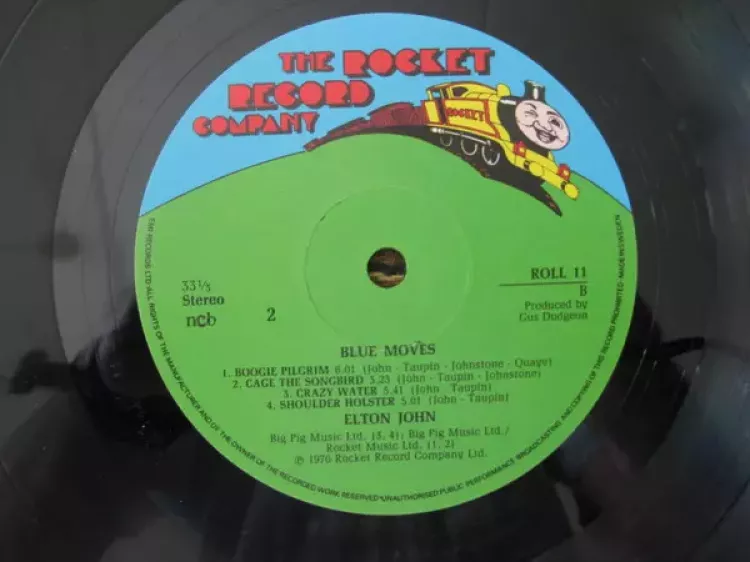 THE ROCKET
RECORD
COMPANY
ROCKET
33⅓
Stereo
ncb
2
ROLL 11
B
Produced by
Gus Dudgeon
BLUE MOVES
1. BOOGIE PILGRIM 6.01 (John - Taupin - Johnstone - Quaye)
2. CAGE THE SONGBIRD 3.23 (John - Taupin - Johnstone)
3. CRAZY WATER 5.41 (John - Taupin)
4. SHOULDER HOLSTER 5.01 (John - Taupin)
ELTON JOHN
Big Pig Music Ltd. (3, 4); Big Pig Music Ltd./
Rocket Music Ltd. (1, 2)
℗ 1976 Rocket Record Company Ltd.
EMI RECORDS LTD·ALL RIGHTS OF THE MANUFACTURER AND OF THE OWNER OF THE RECORDED WORK RESERVED·UNAUTHORISED PUBLIC PERFORMANCE BROADCASTING AND COPYING OF THIS RECORD PROHIBITED·MADE IN SWEDEN